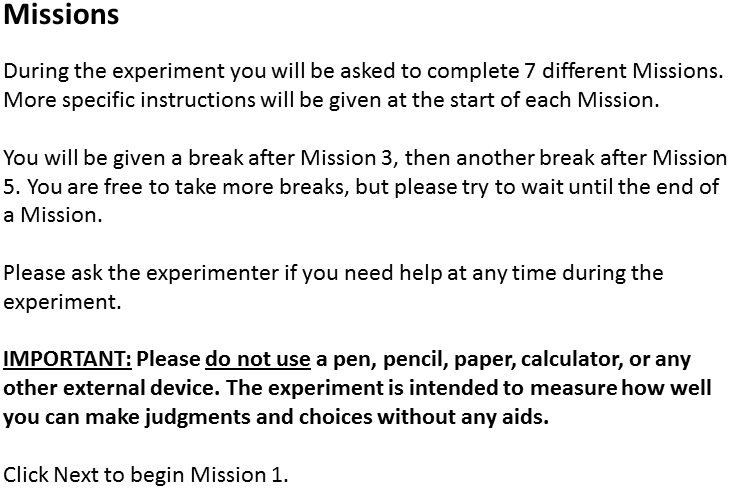 Missions
During the experiment you will be asked to complete 7 different Missions.
More specific instructions will be given at the start of each Mission.
You will be given a break after Mission 3, then another break after Mission
5. You are free to take more breaks, but please try to wait until the end of
a Mission.
Please ask the experimenter if you need help at any time during the
experiment.
IMPORTANT: Please do not use a pen, pencil, paper, calculator, or any
other external device. The experiment is intended to measure how well
you can make judgments and choices without any aids.
Click Next to begin Mission 1.